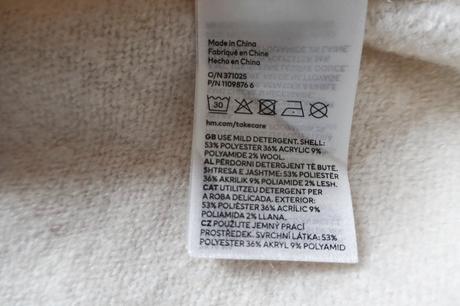 Made in China
Fabriqué en Chine
Hecho en China
O/N 371025
P/N 1109876 6
30
hm.com/takecare
GB USE MILD DETERGENT. SHELL:
53% POLYESTER 36% ACRYLIC 9%
POLYAMIDE 2% WOOL.
AL PËRDORNI DETERGJENT TË BUTE.
SHTRESA E JASHTME: 53% POLIESTER
36% AKRILIK 9% POLIAMIDE 2% LESH.
CAT UTILITZEU DETERGENT PER
A ROBA DELICADA. EXTERIOR:
53% POLIÈSTER 36% ACRÍLIC 9%
POLIAMIDA 2% LLANA.
CZ POUŽIJTE JEMNÝ PRACÍ
PROSTŘEDEK. SVRCHNÍ LÁTKA: 53%
POLYESTER 36% AKRYL 9% POLYAMID